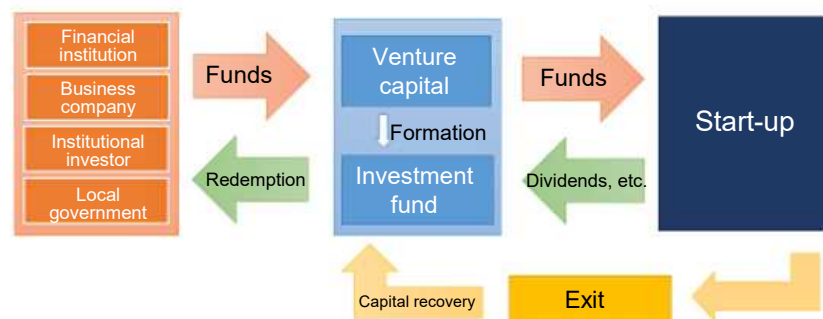 Financial
institution
Business
company
Institutional
investor
Local
government
Funds
Redemption
Venture
capital
Formation
Investment
fund
Funds
Dividends, etc.
Start-up
Capital recovery
Exit